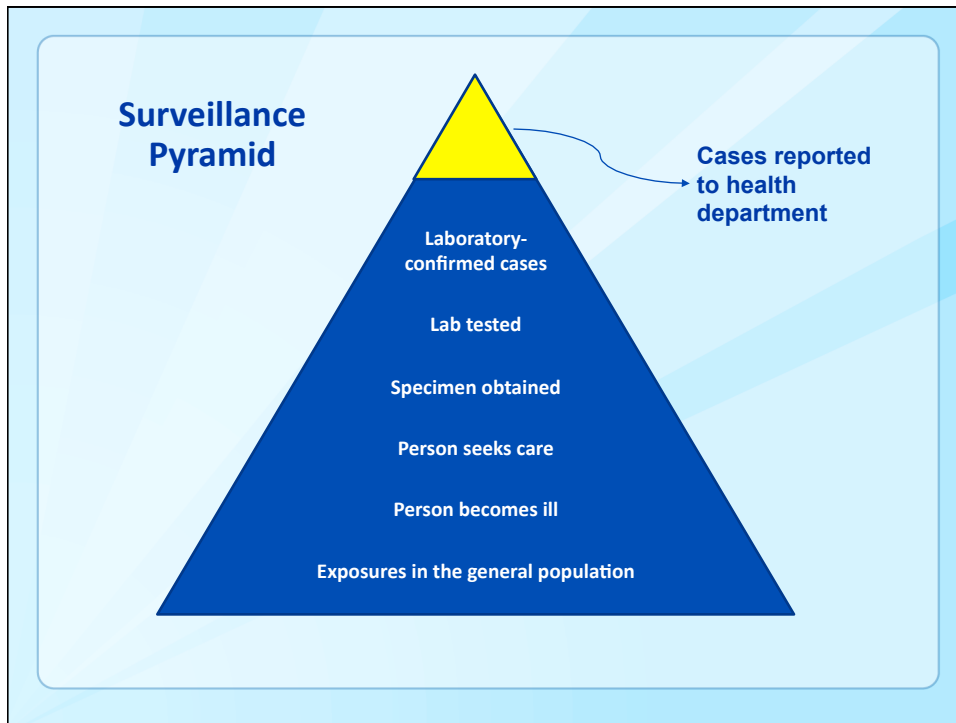 Surveillance
Pyramid
Cases reported
to health
department
Laboratory-
confirmed cases
Lab tested
Specimen obtained
Person seeks care
Person becomes ill
Exposures in the general population